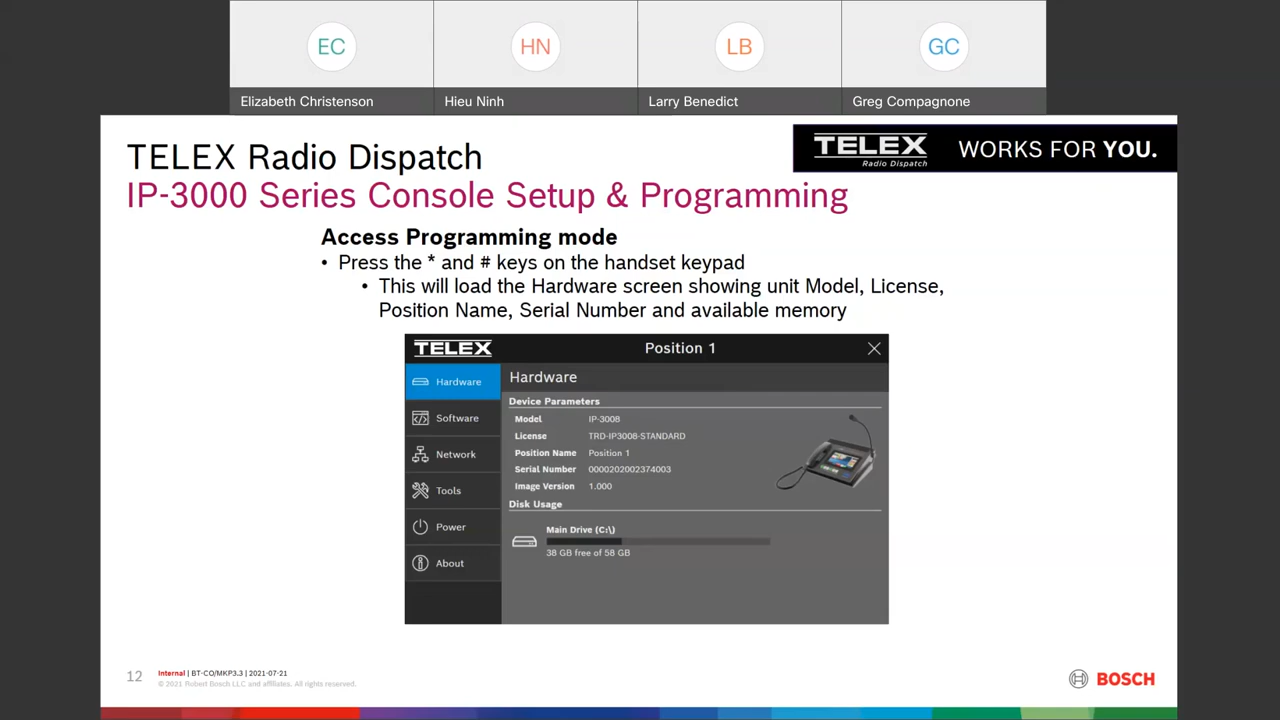 EC
HN
LB
GC
Elizabeth Christenson
Hieu Ninh
Larry Benedict
Greg Compagnone
TELEX Radio Dispatch
TELEX
Radio Dispatch
WORKS FOR YOU.
IP-3000 Series Console Setup & Programming
Access Programming mode
• Press the * and # keys on the handset keypad
• This will load the Hardware screen showing unit Model, License,
Position Name, Serial Number and available memory
TELEX
Position 1
Hardware
Software
Network
Tools
Power
About
Hardware
Device Parameters
Model IP-3008
License TRD-IP3008-STANDARD
Position Name Position 1
Serial Number 0000202002374003
Image Version 1.000
Disk Usage
Main Drive (C:\)
38 GB free of 58 GB
12
Internal | BT-CO/MKP3.3 | 2021-07-21
© 2021 Robert Bosch LLC and affiliates. All rights reserved.
BOSCH